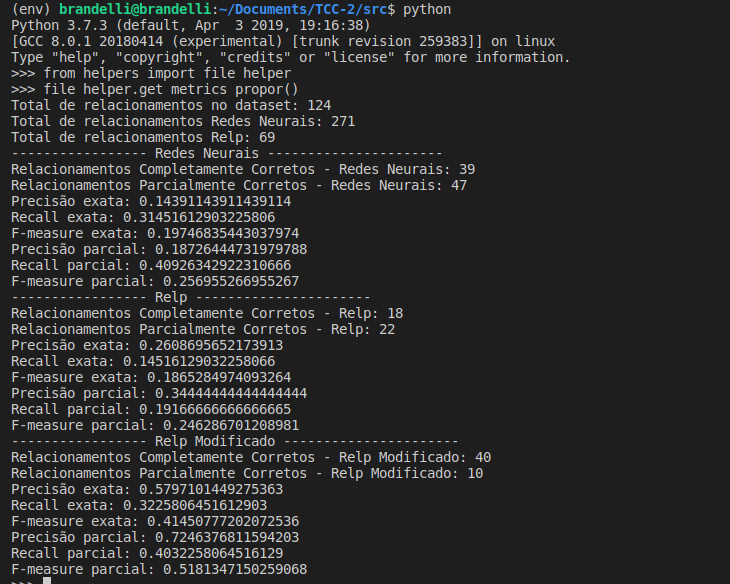 (env) brandelli@brandelli:~/Documents/TCC-2/src$ python
Python 3.7.3 (default, Apr  3 2019, 19:16:38)
[GCC 8.0.1 20180414 (experimental) [trunk revision 259383]] on linux
Type "help", "copyright", "credits" or "license" for more information.
>>> from helpers import file helper
>>> file helper.get metrics propor()
Total de relacionamentos no dataset: 124
Total de relacionamentos Redes Neurais: 271
Total de relacionamentos Relp: 69
----------------- Redes Neurais ----------------------
Relacionamentos Completamente Corretos - Redes Neurais: 39
Relacionamentos Parcialmente Corretos - Redes Neurais: 47
Precisão exata: 0.14391143911439114
Recall exata: 0.31451612903225806
F-measure exata: 0.19746835443037974
Precisão parcial: 0.18726444731979788
Recall parcial: 0.40926342922310666
F-measure parcial: 0.256955266955267
----------------- Relp ----------------------
Relacionamentos Completamente Corretos - Relp: 18
Relacionamentos Parcialmente Corretos - Relp: 22
Precisão exata: 0.2608695652173913
Recall exata: 0.14516129032258066
F-measure exata: 0.1865284974093264
Precisão parcial: 0.34444444444444444
Recall parcial: 0.19166666666666665
F-measure parcial: 0.246286701208981
----------------- Relp Modificado ----------------------
Relacionamentos Completamente Corretos - Relp Modificado: 40
Relacionamentos Parcialmente Corretos - Relp Modificado: 10
Precisão exata: 0.5797101449275363
Recall exata: 0.3225806451612903
F-measure exata: 0.41450777202072536
Precisão parcial: 0.7246376811594203
Recall parcial: 0.4032258064516129
F-measure parcial: 0.5181347150259068
>>>